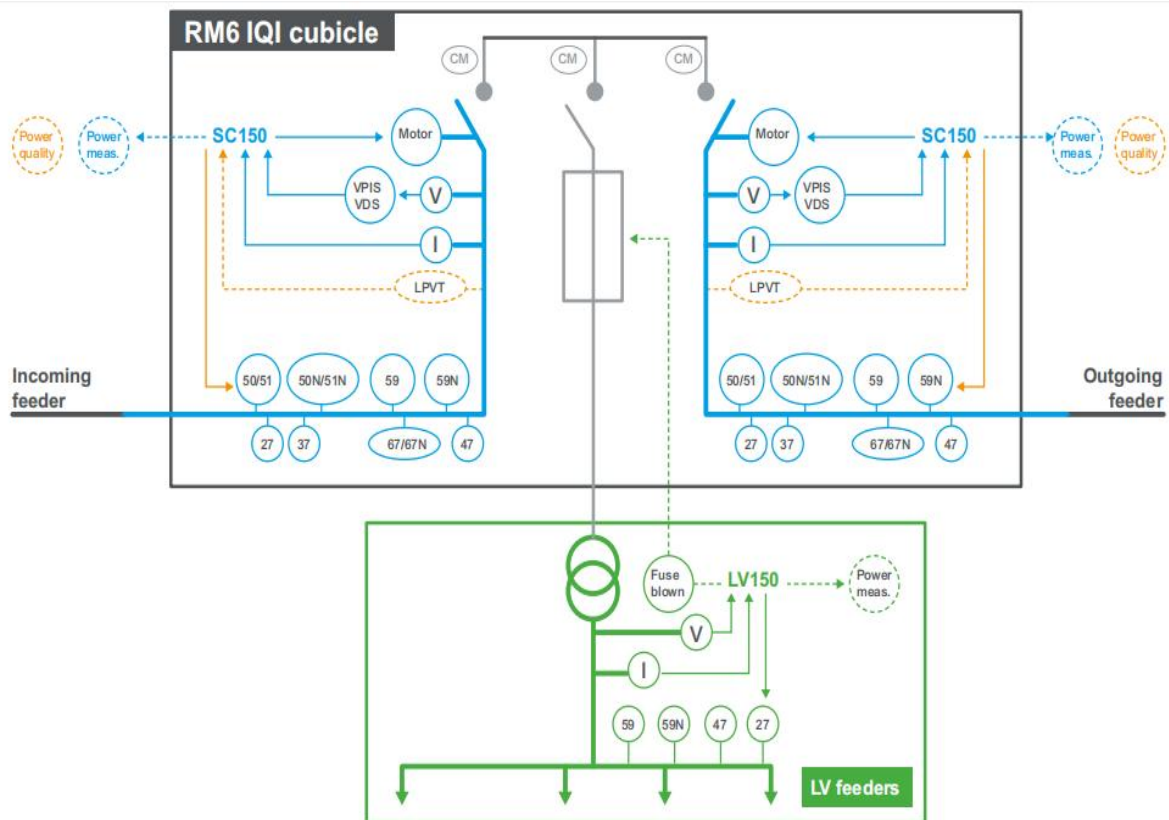 RM6 IQI cubicle
CM
CM
CM
Power
quality
Power
meas.
SC150
Motor
Motor
SC150
Power
meas.
Power
quality
VPIS
VDS
V
V
VPIS
VDS
I
I
LPVT
LPVT
Incoming
feeder
50/51
50N/51N
59
59N
27
37
67/67N
47
50/51
50N/51N
59
59N
27
37
67/67N
47
Outgoing
feeder
Fuse
blown
LV150
Power
meas.
V
I
59
59N
47
27
LV feeders